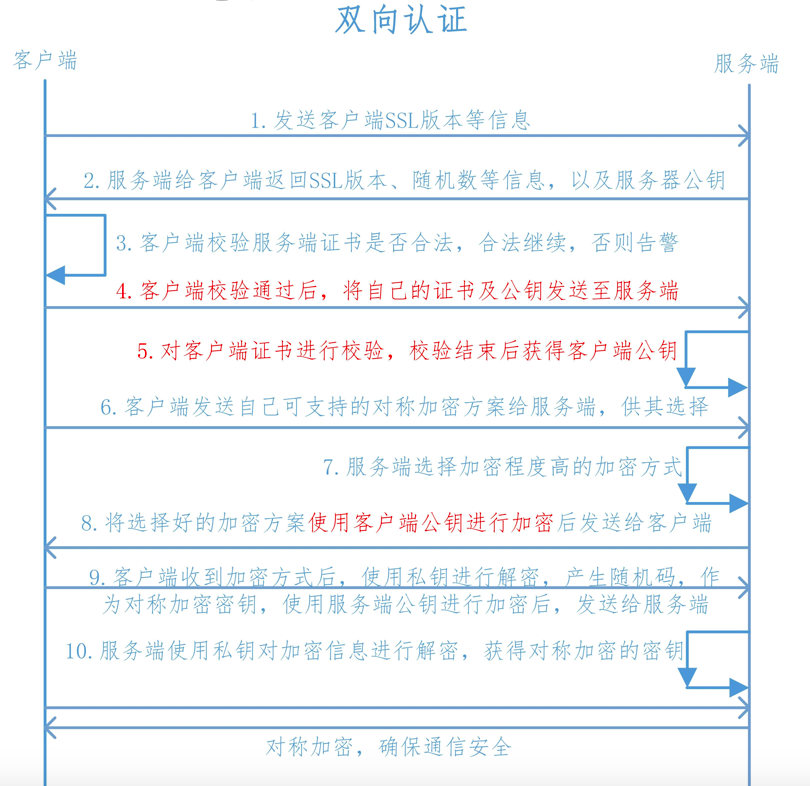 双向认证
客户端
服务端
1.发送客户端SSL版本等信息
2.服务端给客户端返回SSL版本、随机数等信息，以及服务器公钥
3.客户端校验服务端证书是否合法，合法继续，否则告警
4.客户端校验通过后，将自己的证书及公钥发送至服务端
5.对客户端证书进行校验，校验结束后获得客户端公钥
6.客户端发送自己可支持的对称加密方案给服务端，供其选择
7.服务端选择加密程度高的加密方式
8.将选择好的加密方案使用客户端公钥进行加密后发送给客户端
9.客户端收到加密方式后，使用私钥进行解密，产生随机码，作
为对称加密密钥，使用服务端公钥进行加密后，发送给服务端
10.服务端使用私钥对加密信息进行解密，获得对称加密的密钥
对称加密，确保通信安全